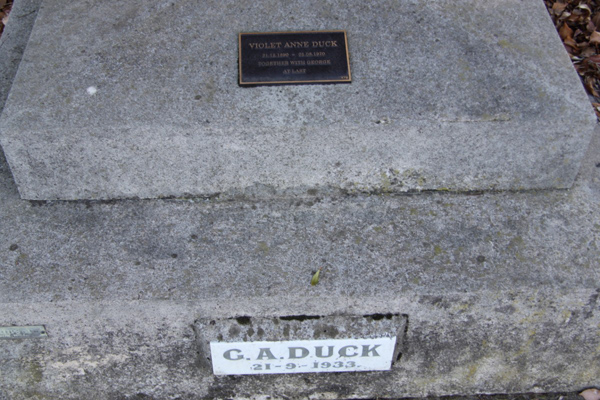 VIOLET ANNE DUCK
TOGETHER WITH GEORGE
AT LAST
G. A. DUCK
21-9-1933.